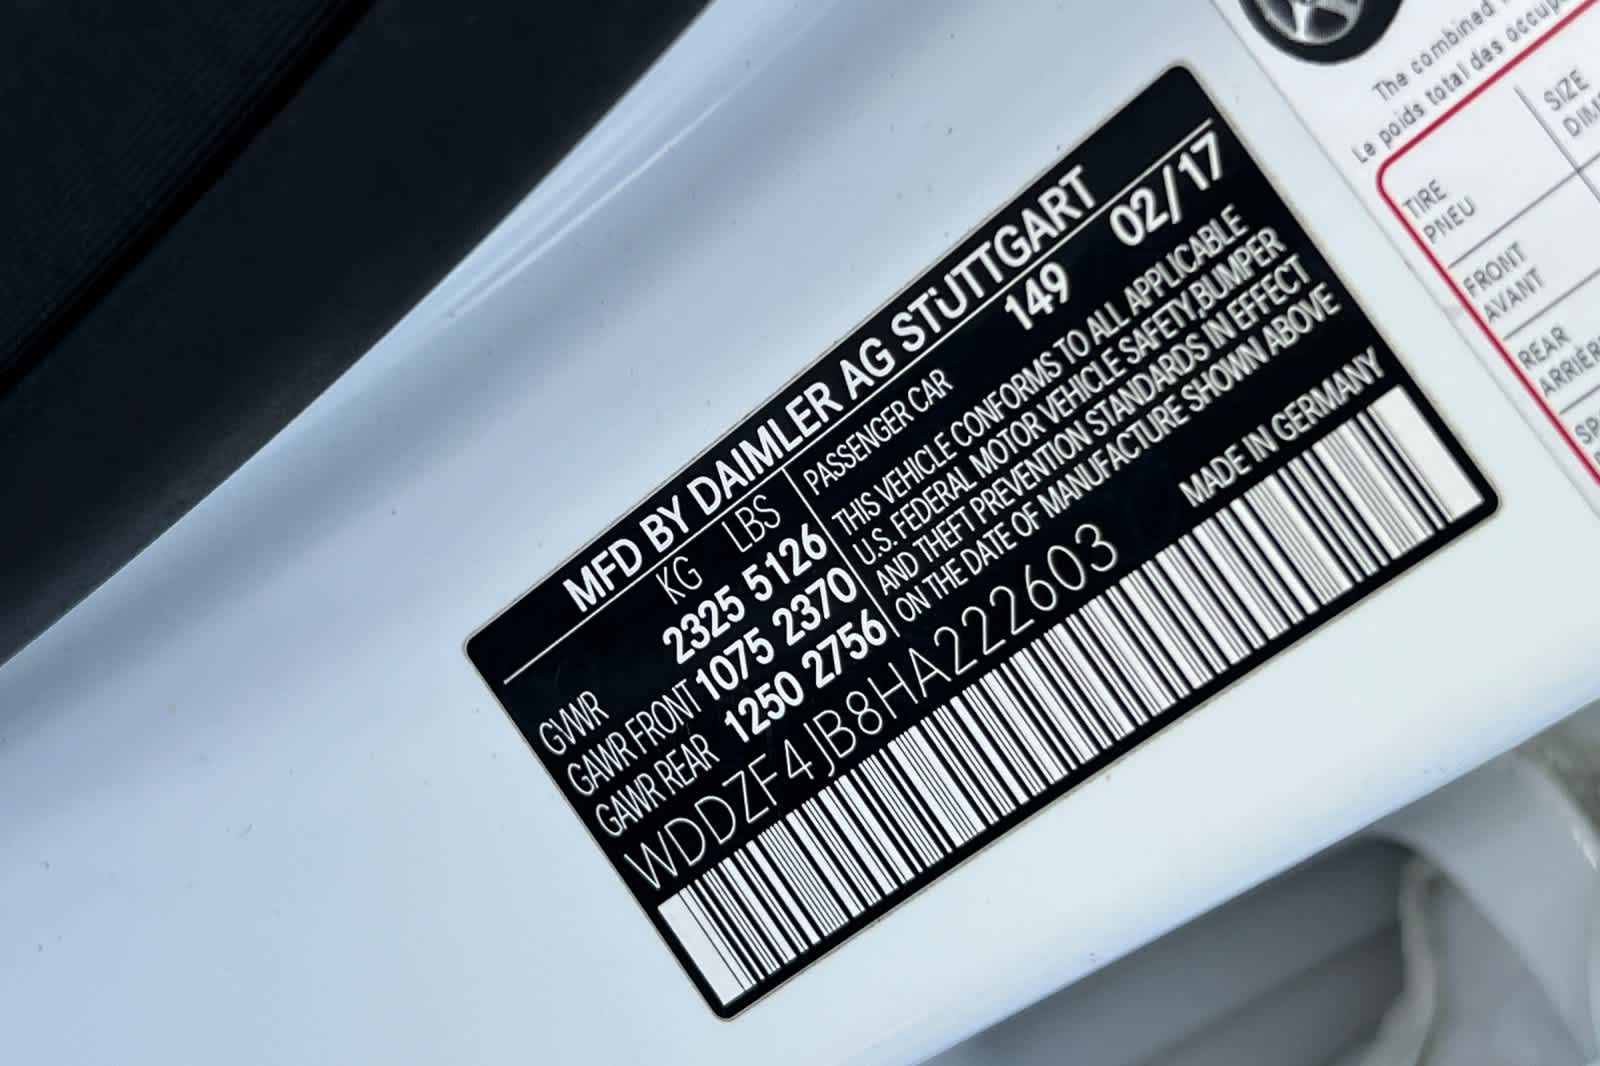 MFD BY DAIMLER AG STUTTGART
KG LBS PASSENGER CAR 149 02/17
GVWR 2325 5126
GAWR FRONT 1075 2370
GAWR REAR 1250 2756
THIS VEHICLE CONFORMS TO ALL APPLICABLE
U.S. FEDERAL MOTOR VEHICLE SAFETY,BUMPER
AND THEFT PREVENTION STANDARDS IN EFFECT
ON THE DATE OF MANUFACTURE SHOWN ABOVE
WDDZF4JB8HA222603 MADE IN GERMANY
The combined
Le poids total des
TIRE
PNEU
SIZE
FRONT
AVANT
REAR